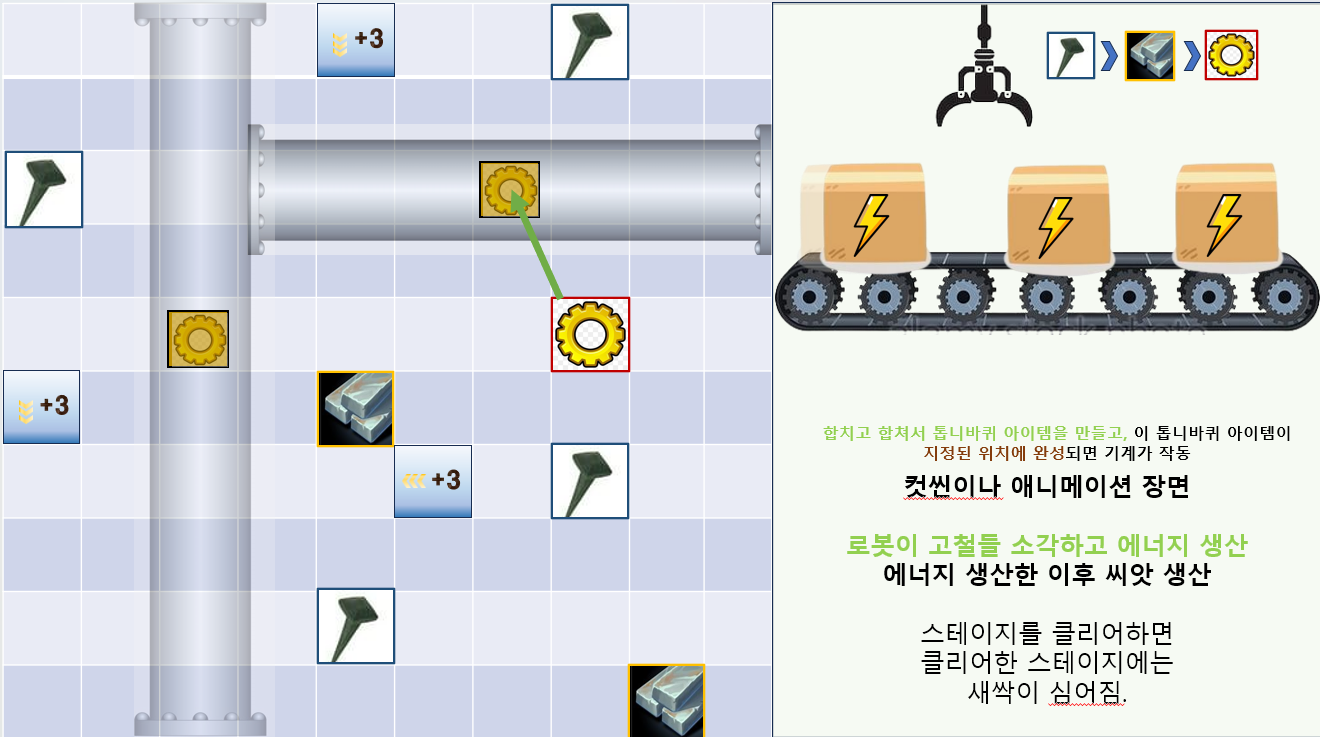 +3
+3
+3
합치고 합쳐서 톱니바퀴 아이템을 만들고, 이 톱니바퀴 아이템이
지정된 위치에 완성되면 기계가 작동
컷씬이나 애니메이션 장면
로봇이 고철를 소각하고 에너지 생산
에너지 생산한 이후 씨앗 생산
스테이지를 클리어하면
클리어한 스테이지에는
새싹이 심어짐.